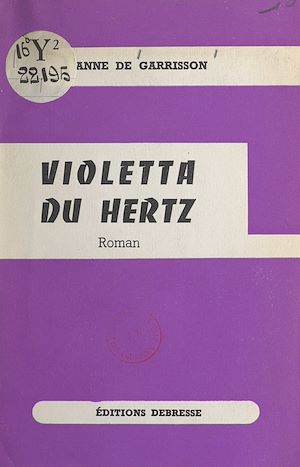 16° Y²
22195
ANNE DE GARRISSON
VIOLETTA
DU HERTZ
Roman
ÉDITIONS DEBRESSE